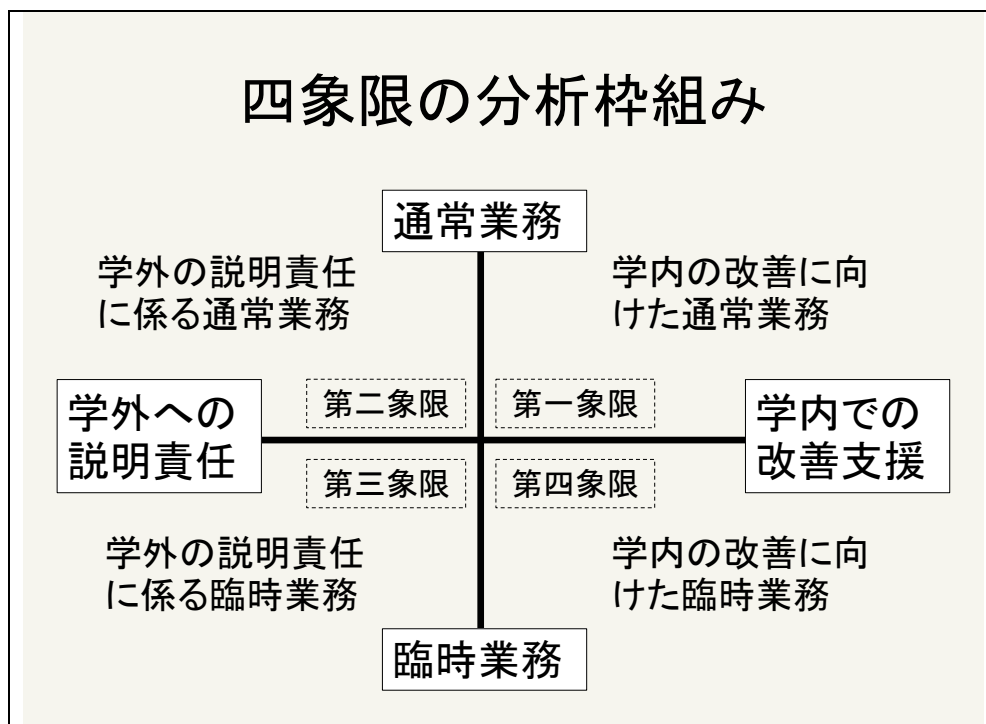 四象限の分析枠組み
通常業務
学外の説明責任
に係る通常業務
学内の改善に向
けた通常業務
学外への
説明責任
第二象限
第一象限
学内での
改善支援
第三象限
第四象限
学外の説明責任
に係る臨時業務
学内の改善に向
けた臨時業務
臨時業務